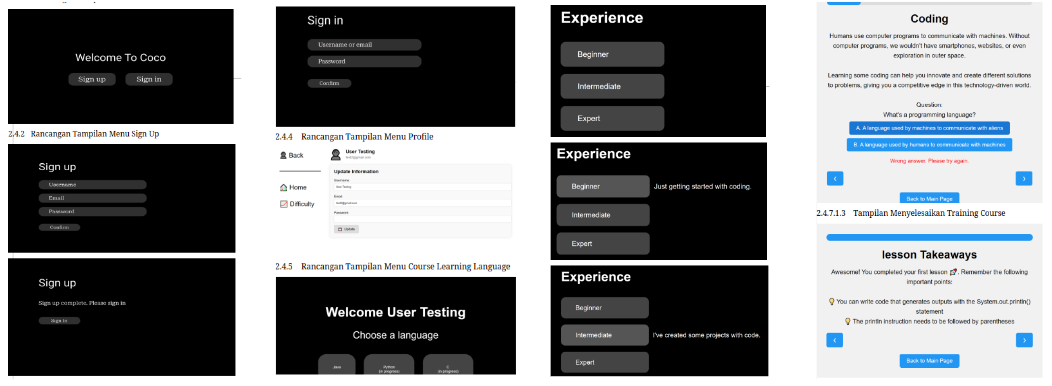 Welcome To Coco
Sign up
Sign in
2.4.2 Rancangan Tampilan Menu Sign Up
Sign up
Username
Email
Password
Confirm
Sign up
Sign up complete. Please sign in
Sign in
Sign in
Username or email
Password
Confirm
2.4.4 Rancangan Tampilan Menu Profile
Back
User Testing
Update Information
Username
User Testing
Email
Password
Update
Home
Difficulty
2.4.5 Rancangan Tampilan Menu Course Learning Language
Welcome User Testing
Choose a language
Java
Python
(in progress)
C
(in progress)
Experience
Beginner
Intermediate
Expert
Experience
Beginner
Just getting started with coding.
Intermediate
Expert
Experience
Beginner
Intermediate
I've created some projects with code.
Expert
Coding
Humans use computer programs to communicate with machines. Without
computer programs, we wouldn't have smartphones, websites, or even
exploration in outer space.
Learning some coding can help you innovate and create different solutions
to problems, giving you a competitive edge in this technology-driven world.
Question:
What's a programming language?
A. A language used by machines to communicate with aliens
B. A language used by humans to communicate with machines
Wrong answer. Please try again.
Back to Main Page
2.4.7.1.3 Tampilan Menyelesaikan Training Course
lesson Takeaways
Awesome! You completed your first lesson 🚀. Remember the following
important points:
💡 You can write code that generates outputs with the System.out.println()
statement
💡 The println instruction needs to be followed by parentheses
Back to Main Page